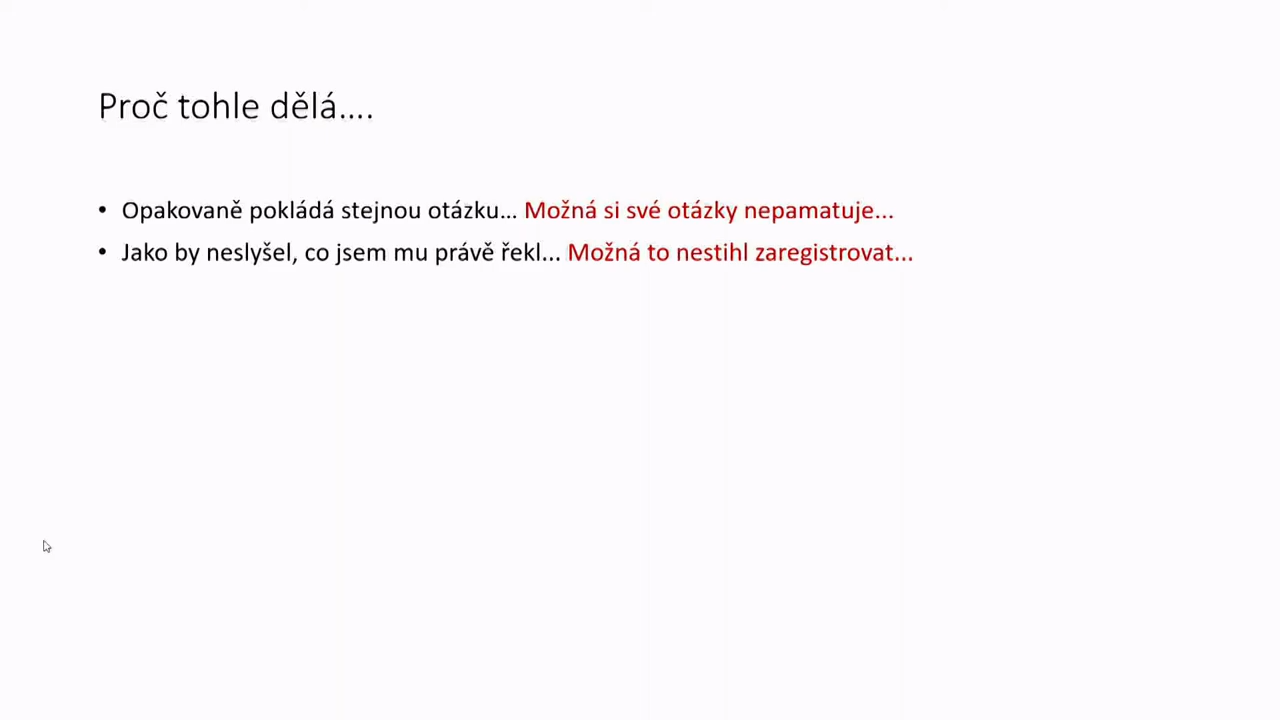 Proč tohle dělá....
• Opakovaně pokládá stejnou otázku... Možná si své otázky nepamatuje...
• Jako by neslyšel, co jsem mu právě řekl... Možná to nestihl zaregistrovat...